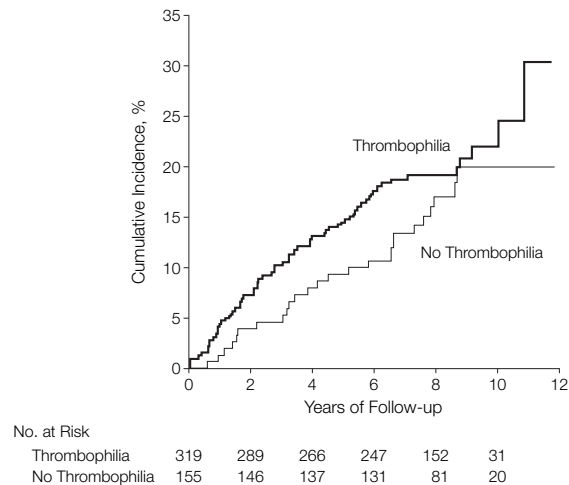 35
30
25
20
15
10
5
0
Cumulative Incidence, %
Thrombophilia
No Thrombophilia
0 2 4 6 8 10 12
Years of Follow-up
No. at Risk
Thrombophilia 319 289 266 247 152 31
No Thrombophilia 155 146 137 131 81 20